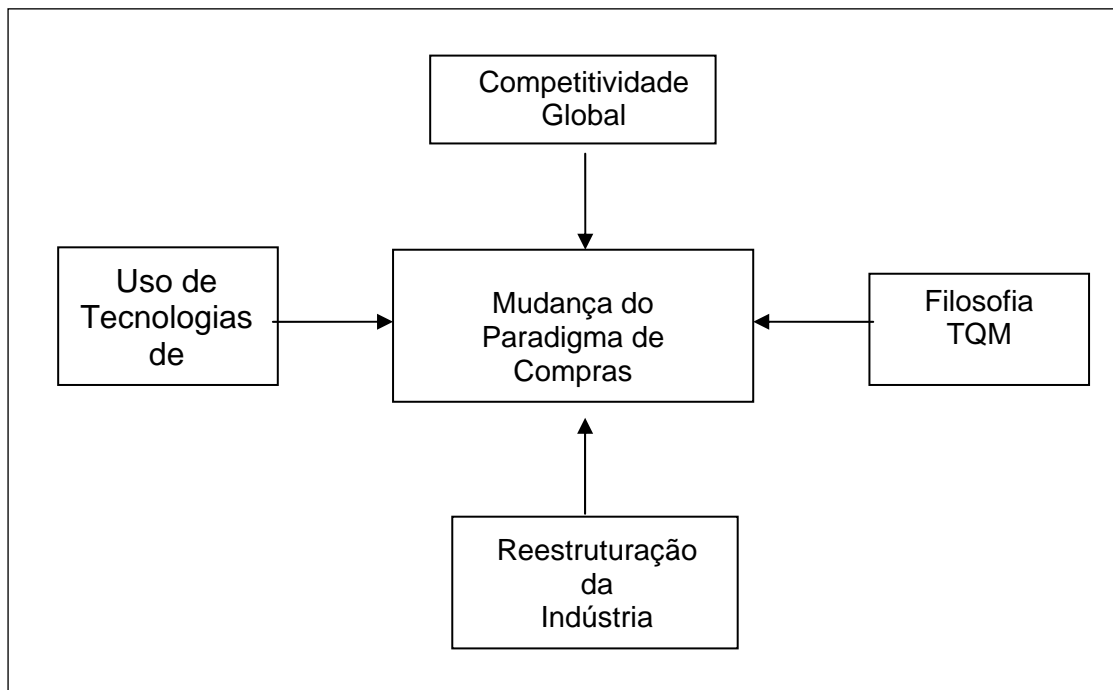 Competitividade
Global
Uso de
Tecnologias
de
Mudança do
Paradigma de
Compras
Filosofia
TQM
Reestruturação
da
Indústria